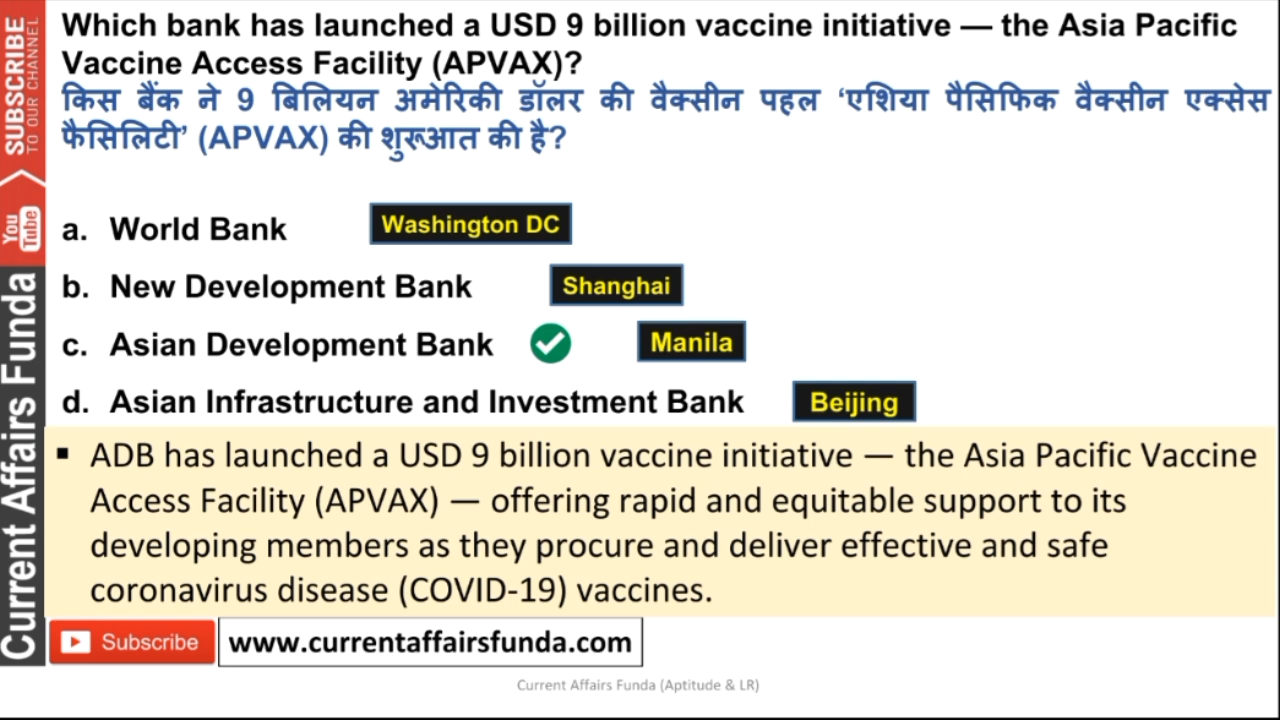 Which bank has launched a USD 9 billion vaccine initiative — the Asia Pacific
Vaccine Access Facility (APVAX)?
किस बैंक ने 9 बिलियन अमेरिकी डॉलर की वैक्सीन पहल ‘एशिया पैसिफिक वैक्सीन एक्सेस
फैसिलिटी’ (APVAX) की शुरूआत की है?
a. World Bank Washington DC
b. New Development Bank Shanghai
c. Asian Development Bank Manila
d. Asian Infrastructure and Investment Bank Beijing
▪ ADB has launched a USD 9 billion vaccine initiative — the Asia Pacific Vaccine
Access Facility (APVAX) — offering rapid and equitable support to its
developing members as they procure and deliver effective and safe
coronavirus disease (COVID-19) vaccines.
Subscribe www.currentaffairsfunda.com
Current Affairs Funda (Aptitude & LR)
SUBSCRIBE
TO OUR CHANNEL
You
Tube
Current Affairs Funda